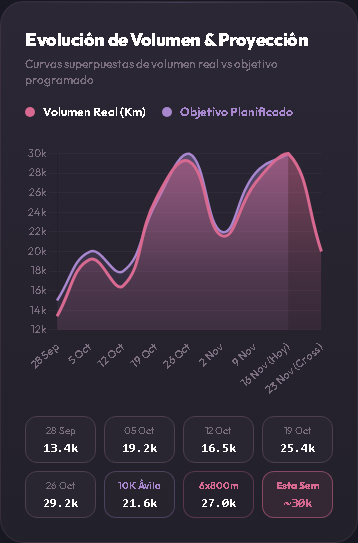 Evolución de Volumen & Proyección
Curvas superpuestas de volumen real vs objetivo
programado
Volumen Real (Km)
Objetivo Planificado
30k
28k
26k
24k
22k
20k
18k
16k
14k
12k
28 Sep
5 Oct
12 Oct
19 Oct
26 Oct
2 Nov
9 Nov
16 Nov (Hoy)
23 Nov (Cross)
28 Sep
13.4k
05 Oct
19.2k
12 Oct
16.5k
19 Oct
25.4k
26 Oct
29.2k
10K Ávila
21.6k
6x800m
27.0k
Esta Sem
~30k